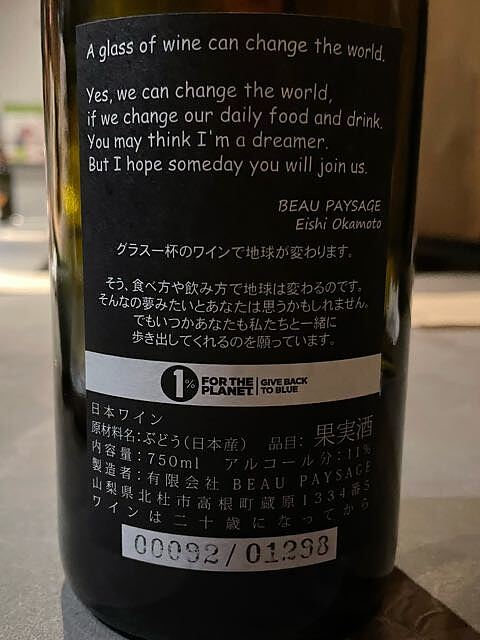 A glass of wine can change the world.
Yes, we can change the world,
if we change our daily food and drink.
You may think I'm a dreamer.
But I hope someday you will join us.
BEAU PAYSAGE
Eishi Okamoto
グラス一杯のワインで地球が変わります。
そう、食べ方や飲み方で地球は変わるのです。
そんなの夢みたいとあなたは思うかもしれません。
でもいつかあなたも私たちと一緒に
歩き出してくれるのを願っています。
1% FOR THE PLANET GIVE BACK TO BLUE
日本ワイン
原材料名:ぶどう(日本産) 品目: 果実酒
内容量:750ml アルコール分:11%
製造者:有限会社 BEAU PAYSAGE
山梨県北杜市高根町蔵原1334番5
ワインは二十歳になってから
00092/01298